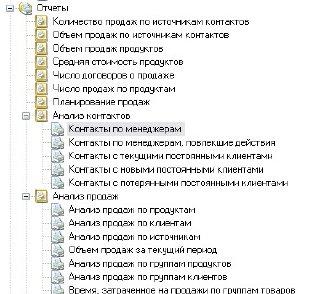 Отчеты
Количество продаж по источникам контактов
Объем продаж по источникам контактов
Объем продаж продуктов
Средняя стоимость продуктов
Число договоров о продаже
Число продаж по продуктам
Планирование продаж
Анализ контактов
Контакты по менеджерам
Контакты по менеджерам, повлекшие действия
Контакты с текущими постоянными клиентами
Контакты с новыми постоянными клиентами
Контакты с потерянными постоянными клиентами
Анализ продаж
Анализ продаж по продуктам
Анализ продаж по клиентам
Анализ продаж по источникам
Объем продаж за текущий период
Анализ продаж по группам продуктов
Анализ продаж по группам клиентов
Время, затраченное на продажи по группам товаров